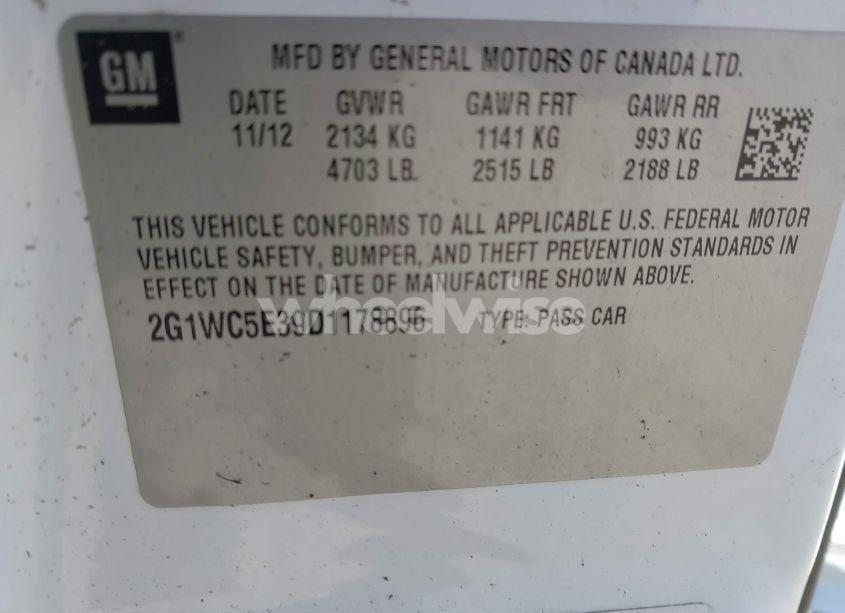 GM ®
MFD BY GENERAL MOTORS OF CANADA LTD.
DATE GVWR GAWR FRT GAWR RR
11/12 2134 KG 1141 KG 993 KG
4703 LB. 2515 LB 2188 LB
THIS VEHICLE CONFORMS TO ALL APPLICABLE U.S. FEDERAL MOTOR
VEHICLE SAFETY, BUMPER, AND THEFT PREVENTION STANDARDS IN
EFFECT ON THE DATE OF MANUFACTURE SHOWN ABOVE.
wheelwise
2G1WC5E39D1178896 TYPE: PASS CAR